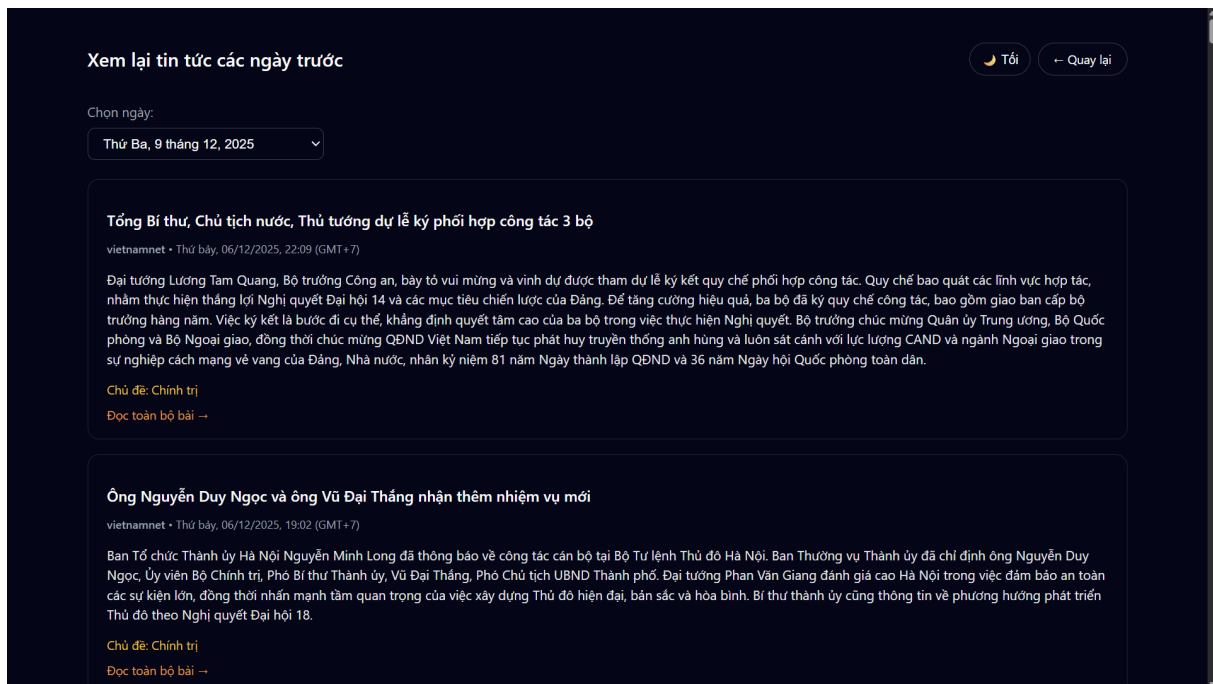 Xem lại tin tức các ngày trước
🌙 Tối
← Quay lại
Chọn ngày:
Thứ Ba, 9 tháng 12, 2025
Tổng Bí thư, Chủ tịch nước, Thủ tướng dự lễ ký phối hợp công tác 3 bộ
vietnamnet • Thứ bảy, 06/12/2025, 22:09 (GMT+7)
Đại tướng Lương Tam Quang, Bộ trưởng Công an, bày tỏ vui mừng và vinh dự được tham dự lễ ký kết quy chế phối hợp công tác. Quy chế bao quát các lĩnh vực hợp tác,
nhằm thực hiện thắng lợi Nghị quyết Đại hội 14 và các mục tiêu chiến lược của Đảng. Để tăng cường hiệu quả, ba bộ đã ký quy chế công tác, bao gồm giao ban cấp bộ
trưởng hàng năm. Việc ký kết là bước đi cụ thể, khẳng định quyết tâm cao của ba bộ trong việc thực hiện Nghị quyết. Bộ trưởng chúc mừng Quân ủy Trung ương, Bộ Quốc
phòng và Bộ Ngoại giao, đồng thời chúc mừng QĐND Việt Nam tiếp tục phát huy truyền thống anh hùng và luôn sát cánh với lực lượng CAND và ngành Ngoại giao trong
sự nghiệp cách mạng vẻ vang của Đảng, Nhà nước, nhân kỷ niệm 81 năm Ngày thành lập QĐND và 36 năm Ngày hội Quốc phòng toàn dân.
Chủ đề: Chính trị
Đọc toàn bộ bài →
Ông Nguyễn Duy Ngọc và ông Vũ Đại Thắng nhận thêm nhiệm vụ mới
vietnamnet • Thứ bảy, 06/12/2025, 19:02 (GMT+7)
Ban Tổ chức Thành ủy Hà Nội Nguyễn Minh Long đã thông báo về công tác cán bộ tại Bộ Tư lệnh Thủ đô Hà Nội. Ban Thường vụ Thành ủy đã chỉ định ông Nguyễn Duy
Ngọc, Ủy viên Bộ Chính trị, Phó Bí thư Thành ủy, Vũ Đại Thắng, Phó Chủ tịch UBND Thành phố. Đại tướng Phan Văn Giang đánh giá cao Hà Nội trong việc đảm bảo an toàn
các sự kiện lớn, đồng thời nhấn mạnh tầm quan trọng của việc xây dựng Thủ đô hiện đại, bản sắc và hòa bình. Bí thư thành ủy cũng thông tin về phương hướng phát triển
Thủ đô theo Nghị quyết Đại hội 18.
Chủ đề: Chính trị
Đọc toàn bộ bài →